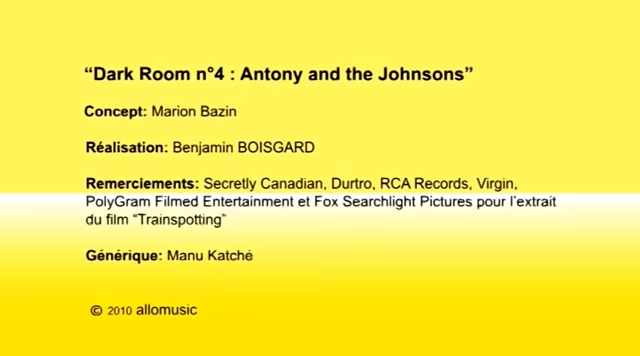 “Dark Room n°4 : Antony and the Johnsons”
Concept: Marion Bazin
Réalisation: Benjamin BOISGARD
Remerciements: Secretly Canadian, Durtro, RCA Records, Virgin,
PolyGram Filmed Entertainment et Fox Searlight Pictures pour l’extrait
du film “Trainspotting”
Générique: Manu Katché
© 2010 allomusic